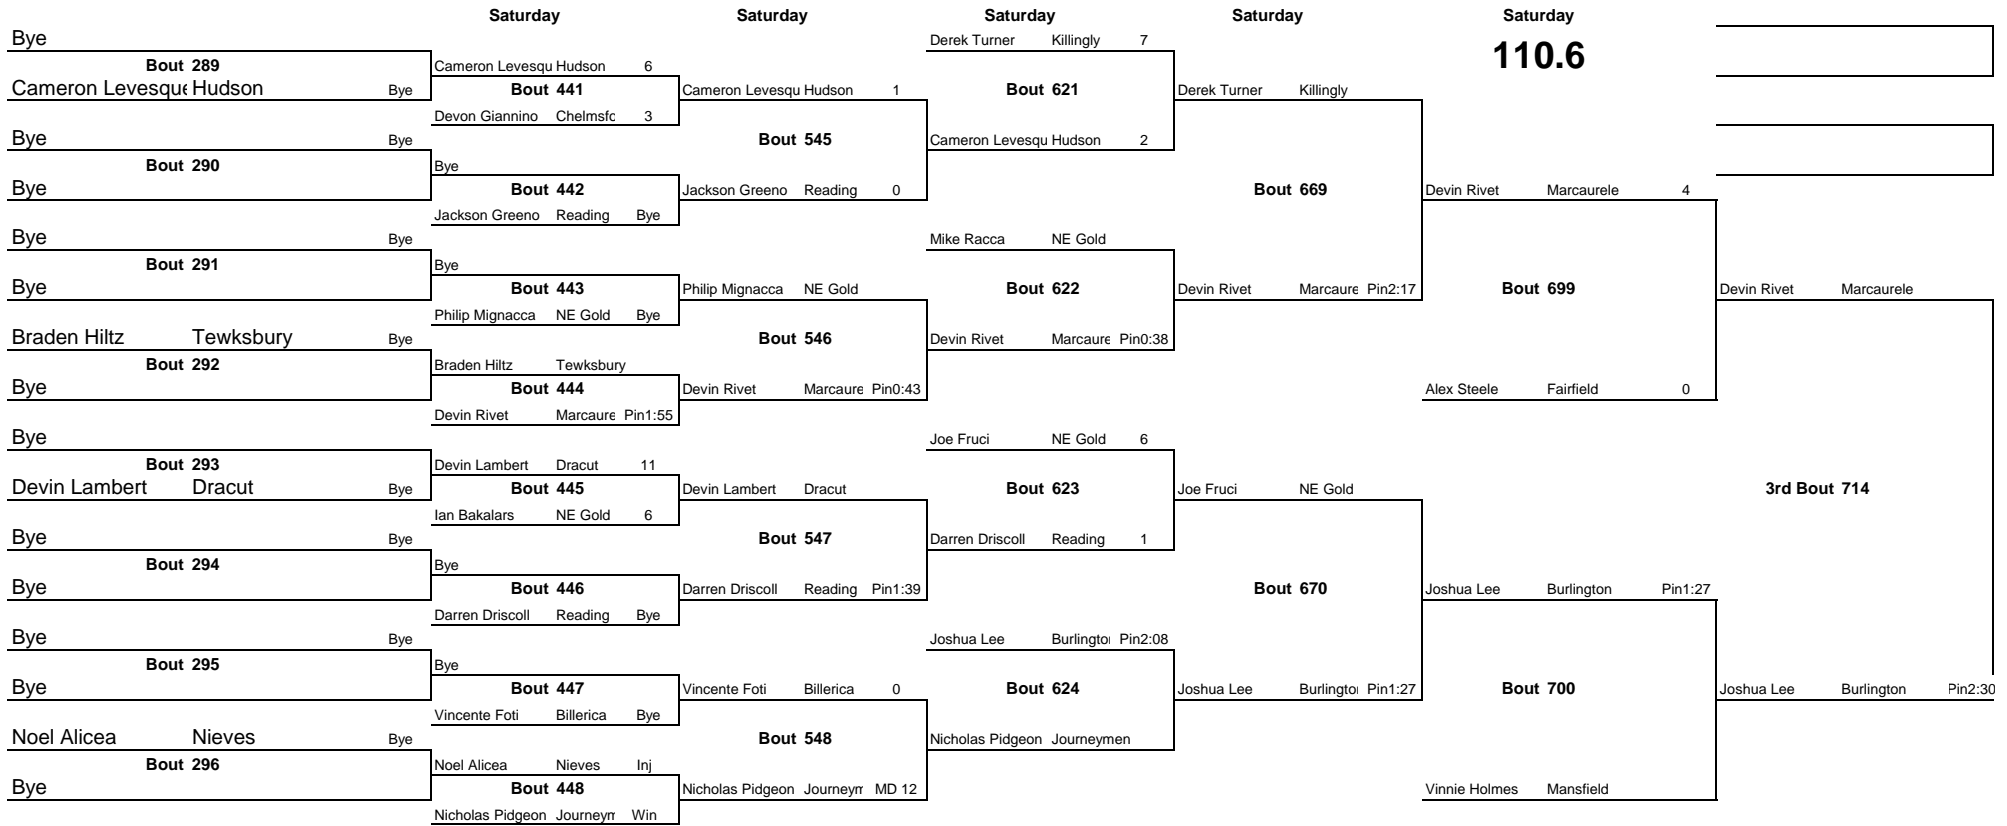 Saturday Saturday Saturday Saturday Saturday
110.6
Bye
Bout 289
Cameron Levesque Hudson Bye
Bye Bye
Bout 290
Bye
Bye Bye
Bout 291
Bye
Braden Hiltz Tewksbury Bye
Bout 292
Bye
Bye
Bout 293
Devin Lambert Dracut Bye
Bye Bye
Bout 294
Bye
Bye Bye
Bout 295
Bye
Noel Alicea Nieves Bye
Bout 296
Bye
Cameron Levesqu Hudson 6
Bout 441
Devon Giannino Chelmsfc 3
Bye
Bout 442
Jackson Greeno Reading Bye
Bye
Bout 443
Philip Mignacca NE Gold Bye
Braden Hiltz Tewksbury
Bout 444
Devin Rivet Marcaure Pin1:55
Devin Lambert Dracut 11
Bout 445
Ian Bakalars NE Gold 6
Bye
Bout 446
Darren Driscoll Reading Bye
Bye
Bout 447
Vincente Foti Billerica Bye
Noel Alicea Nieves Inj
Bout 448
Nicholas Pidgeon Journeym Win
Cameron Levesqu Hudson 1
Bout 545
Jackson Greeno Reading 0
Philip Mignacca NE Gold
Bout 546
Devin Rivet Marcaure Pin0:43
Devin Lambert Dracut
Bout 547
Darren Driscoll Reading Pin1:39
Vincente Foti Billerica 0
Bout 548
Nicholas Pidgeon Journeym MD 12
Derek Turner Killingly 7
Bout 621
Cameron Levesqu Hudson 2
Mike Racca NE Gold
Bout 622
Devin Rivet Marcaure Pin0:38
Joe Fruci NE Gold 6
Bout 623
Darren Driscoll Reading 1
Joshua Lee Burlingto Pin2:08
Bout 624
Nicholas Pidgeon Journeymen
Derek Turner Killingly
Bout 669
Devin Rivet Marcaure Pin2:17
Joe Fruci NE Gold
Bout 670
Joshua Lee Burlingto Pin1:27
Devin Rivet Marcaurele 4
Bout 699
Alex Steele Fairfield 0
Joshua Lee Burlington Pin1:27
Bout 700
Vinnie Holmes Mansfield
Devin Rivet Marcaurele
3rd Bout 714
Joshua Lee Burlington Pin2:30